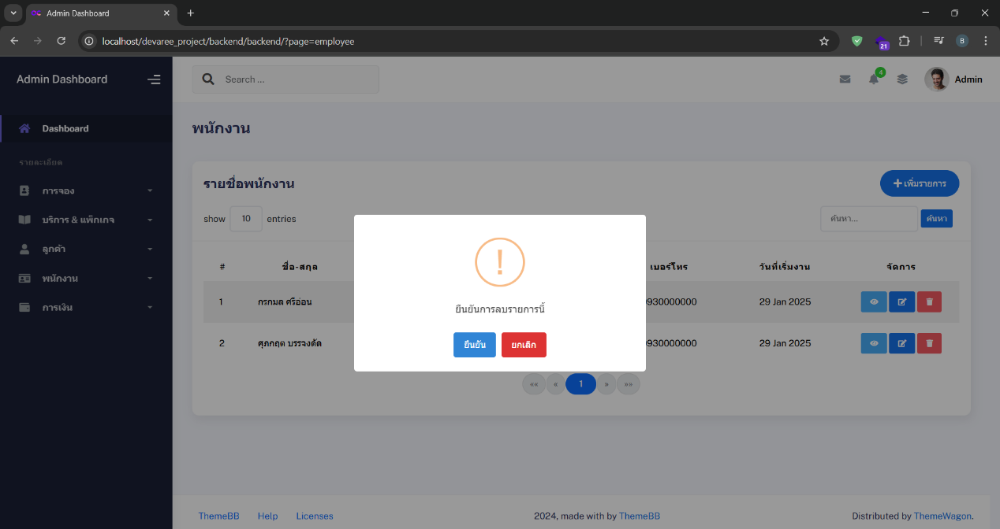 Admin Dashboard
localhost/devaree_project/backend/backend/?page=employee
21
B
Admin Dashboard
Search ...
4
Admin
Dashboard
รายละเอียด
การจอง
บริการ & แพ็กเกจ
ลูกค้า
พนักงาน
การเงิน
พนักงาน
รายชื่อพนักงาน
เพิ่มรายการ
show 10 entries
ค้นหา...
ค้นหา
# ชื่อ-สกุล เบอร์โทร วันที่เริ่มงาน จัดการ
1 กรกมล ศรีอ่อน 0930000000 29 Jan 2025
2 ศุภกฤต บรรจงดัด 0930000000 29 Jan 2025
!
ยืนยันการลบรายการนี้
ยืนยัน ยกเลิก
«« « 1 » »»
ThemeBB Help Licenses 2024, made with by ThemeBB Distributed by ThemeWagon.